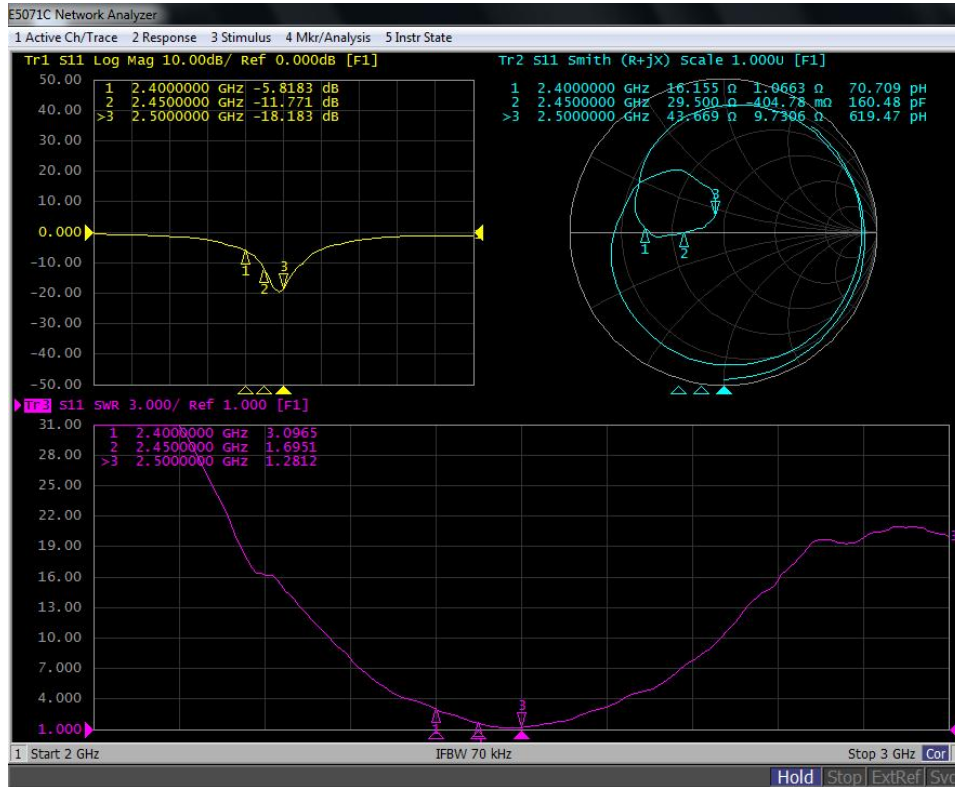 E5071C Network Analyzer
1 Active Ch/Trace 2 Response 3 Stimulus 4 Mkr/Analysis 5 Instr State
Tr1 S11 Log Mag 10.00dB/ Ref 0.000dB [F1]
50.00
40.00
30.00
20.00
10.00
0.000
-10.00
-20.00
-30.00
-40.00
-50.00
1 2.4000000 GHz -5.8183 dB
2 2.4500000 GHz -11.771 dB
>3 2.5000000 GHz -18.183 dB
1
2
3
Tr2 S11 Smith (R+jX) Scale 1.000U [F1]
1 2.4000000 GHz 16.155 Ω 1.0663 Ω 70.709 pH
2 2.4500000 GHz 29.500 Ω -404.78 mΩ 160.48 pF
>3 2.5000000 GHz 43.669 Ω 9.7306 Ω 619.47 pH
3
1
2
Tr3 S11 SWR 3.000/ Ref 1.000 [F1]
31.00
28.00
25.00
22.00
19.00
16.00
13.00
10.00
7.000
4.000
1.000
1 2.4000000 GHz 3.0965
2 2.4500000 GHz 1.6951
>3 2.5000000 GHz 1.2812
3
1
1 Start 2 GHz IFBW 70 kHz Stop 3 GHz Cor
Hold Stop ExtRef Svc